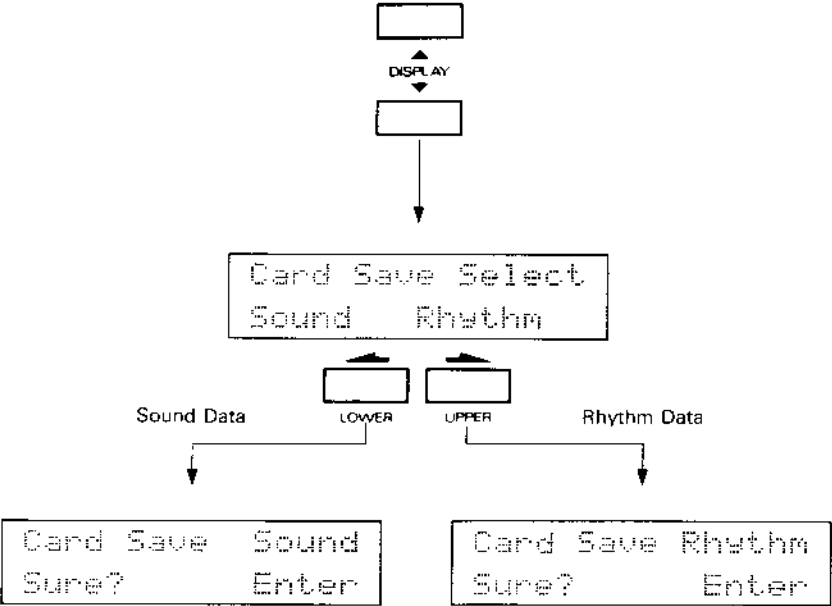 DISPLAY
Card Save Select
Sound Rhythm
LOWER UPPER
Sound Data
Rhythm Data
Card Save Sound
Sure? Enter
Card Save Rhythm
Sure? Enter